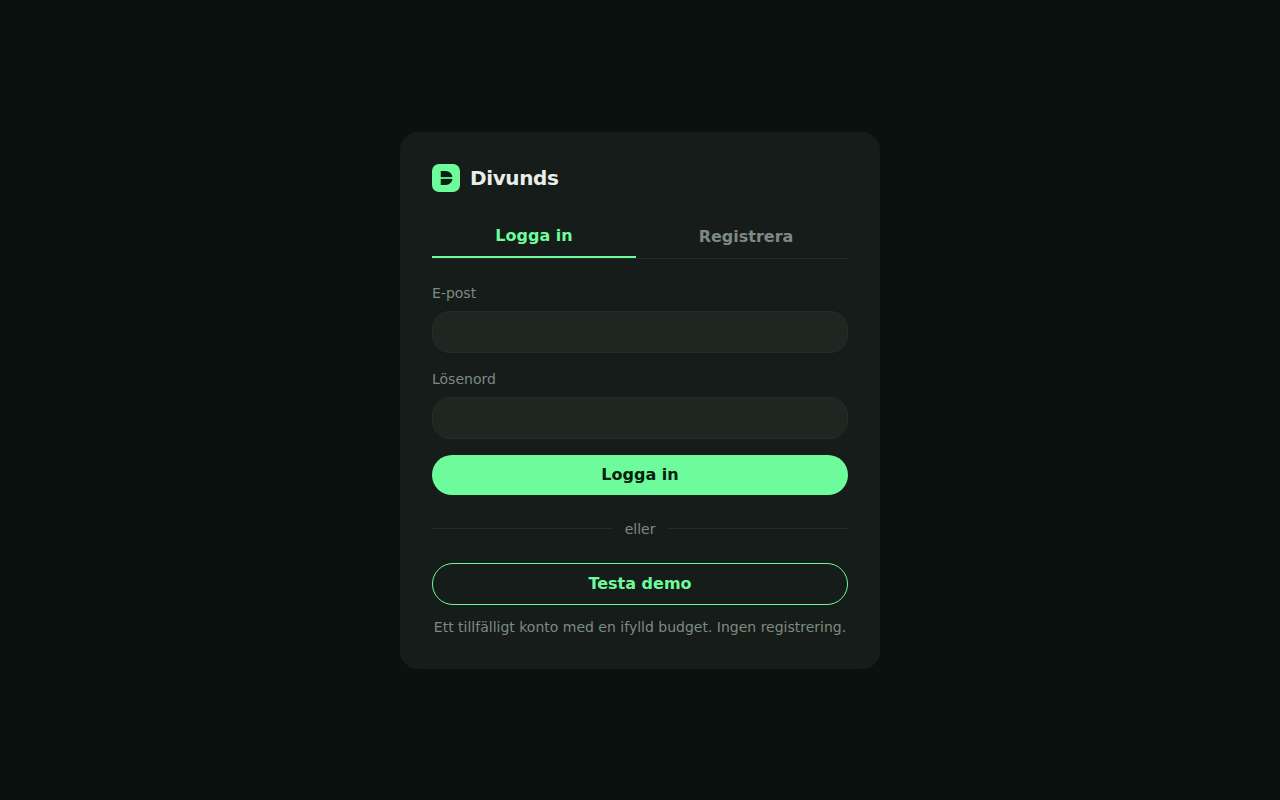 Divunds
Logga in
Registrera
E-post
Lösenord
Logga in
eller
Testa demo
Ett tillfälligt konto med en ifylld budget. Ingen registrering.